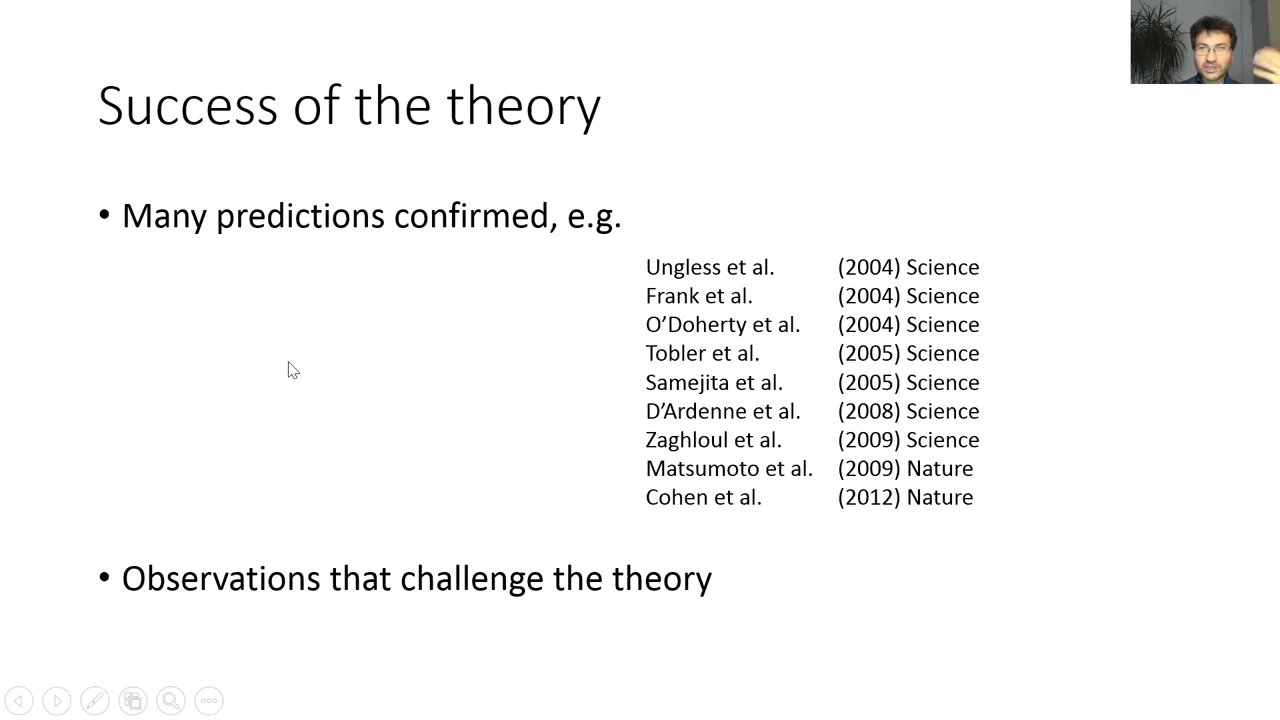 Success of the theory
• Many predictions confirmed, e.g.
Ungless et al. (2004) Science
Frank et al. (2004) Science
O’Doherty et al. (2004) Science
Tobler et al. (2005) Science
Samejita et al. (2005) Science
D’Ardenne et al. (2008) Science
Zaghloul et al. (2009) Science
Matsumoto et al. (2009) Nature
Cohen et al. (2012) Nature
• Observations that challenge the theory